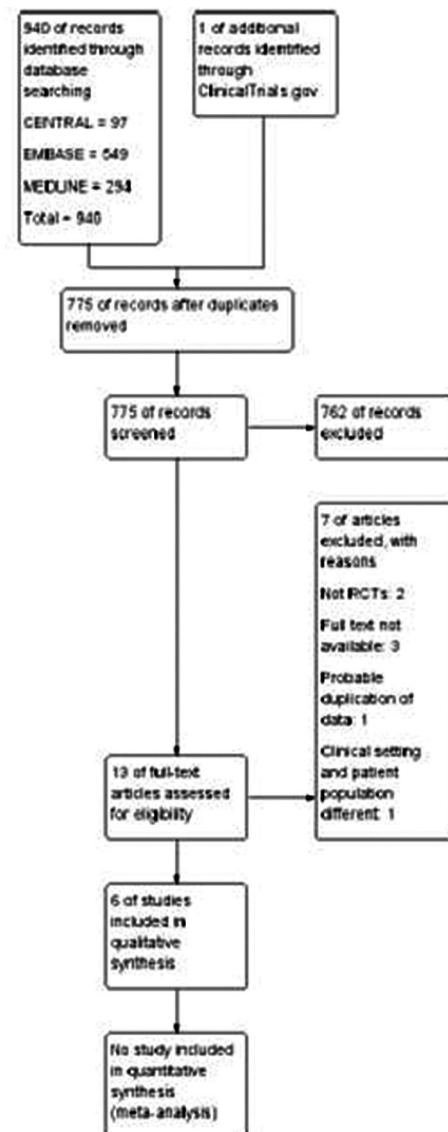 940 of records
identified through
database
searching
CENTRAL = 97
EMBASE = 549
MEDLINE = 294
Total = 940
1 of additional
records identified
through
ClinicalTrials.gov
775 of records after duplicates
removed
775 of records
screened
762 of records
excluded
7 of articles
excluded, with
reasons
Not RCTs: 2
Full text not
available: 3
Probable
duplication of
data: 1
Clinical setting
and patient
population
different: 1
13 of full-text
articles assessed
for eligibility
6 of studies
included in
qualitative
synthesis
No study included
in quantitative
synthesis
(meta-analysis)